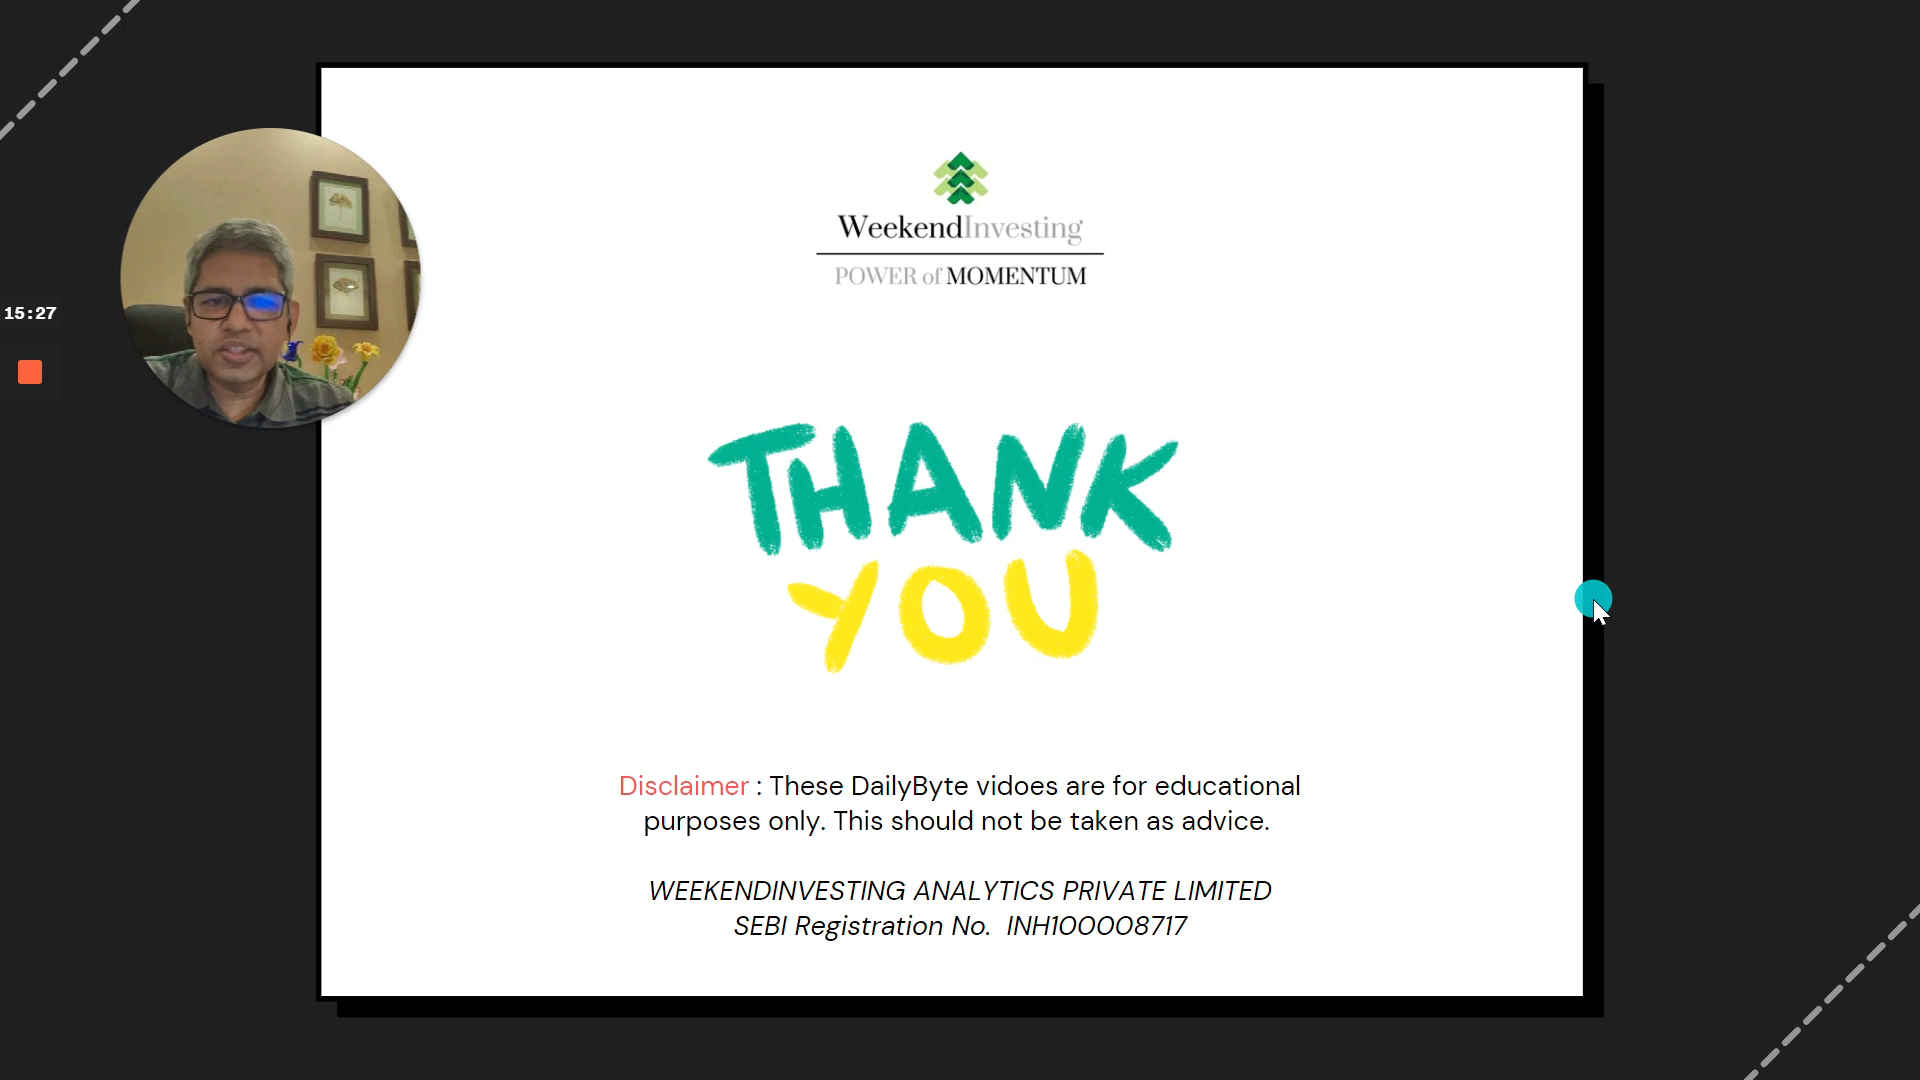 WeekendInvesting
POWER of MOMENTUM
15:27
THANK
YOU
Disclaimer : These DailyByte vidoes are for educational
purposes only. This should not be taken as advice.
WEEKENDINVESTING ANALYTICS PRIVATE LIMITED
SEBI Registration No. INH100008717